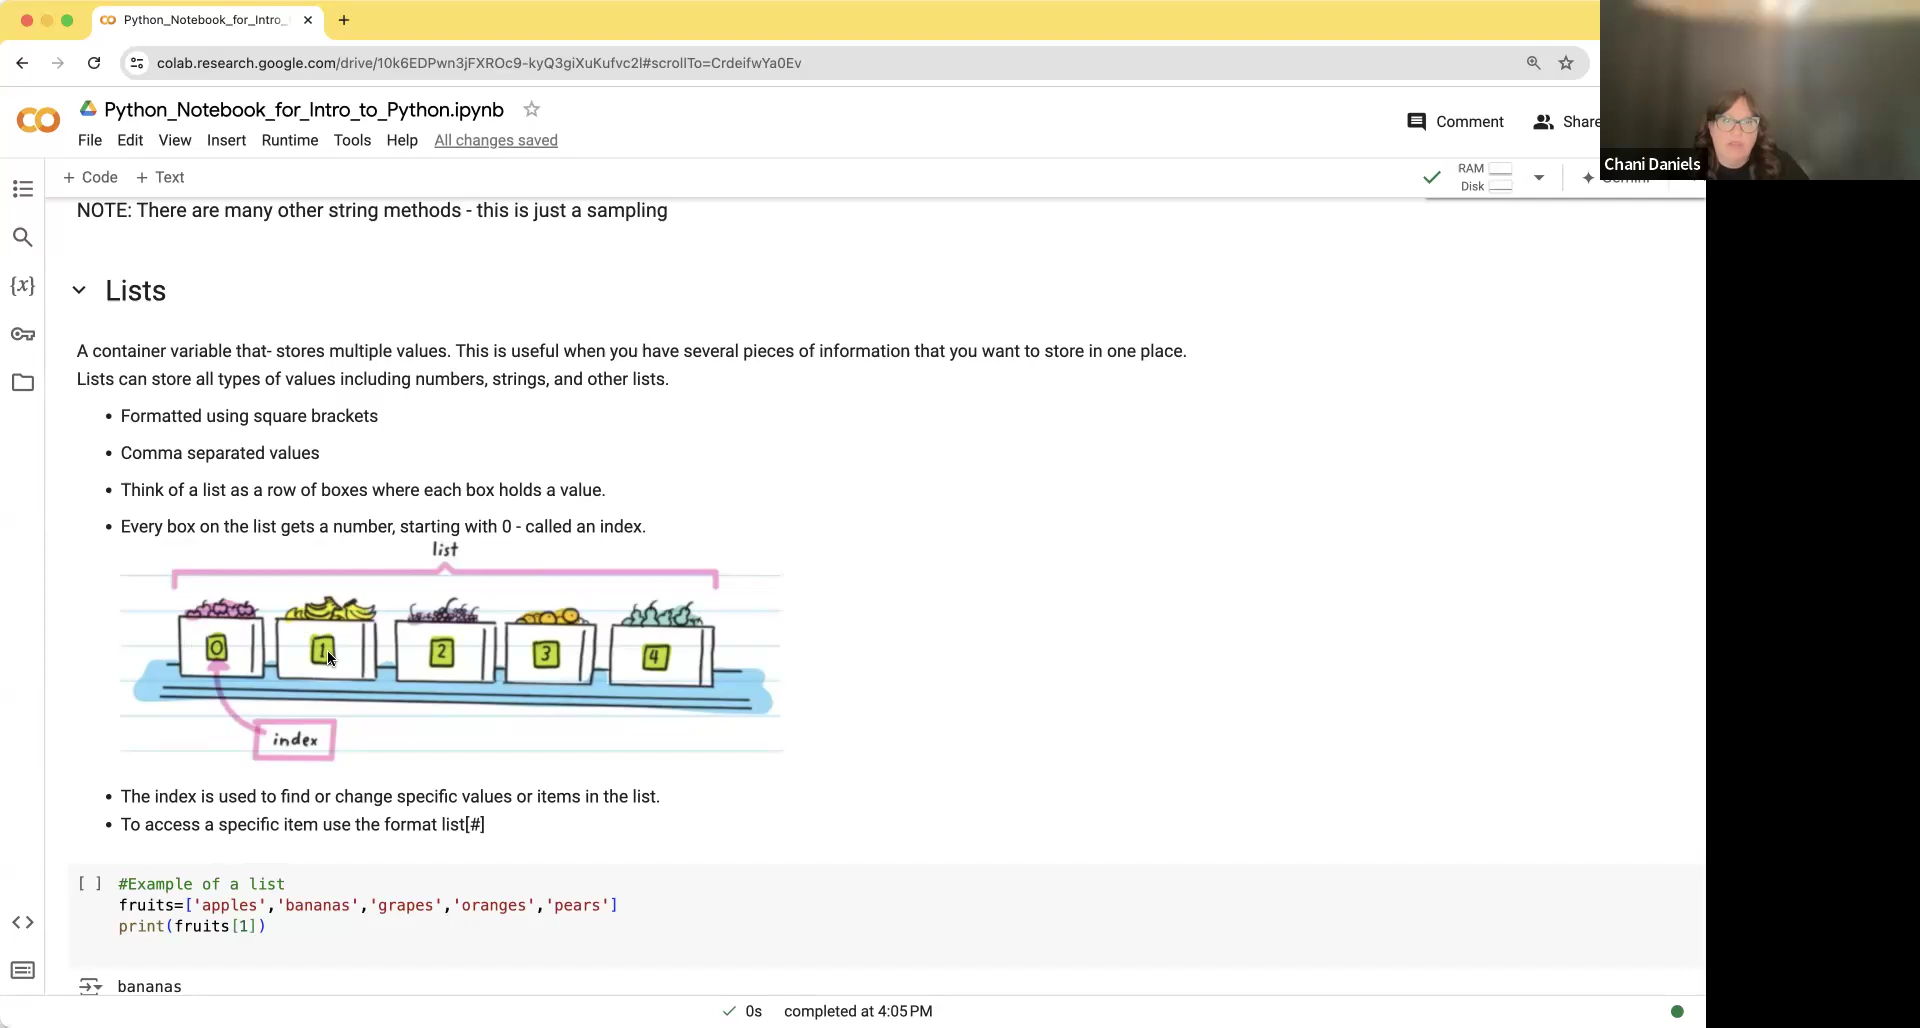 Python_Notebook_for_Intro_
colab.research.google.com/drive/10k6EDPwn3jFXROc9-kyQ3giXuKufvc2l#scrollTo=CrdeifwYa0Ev
Python_Notebook_for_Intro_to_Python.ipynb
File Edit View Insert Runtime Tools Help All changes saved
Comment Share
Chani Daniels
+ Code + Text
RAM
Disk
NOTE: There are many other string methods - this is just a sampling
Lists
A container variable that- stores multiple values. This is useful when you have several pieces of information that you want to store in one place.
Lists can store all types of values including numbers, strings, and other lists.
• Formatted using square brackets
• Comma separated values
• Think of a list as a row of boxes where each box holds a value.
• Every box on the list gets a number, starting with 0 - called an index.
list
0 1 2 3 4
index
• The index is used to find or change specific values or items in the list.
• To access a specific item use the format list[#]
[ ] #Example of a list
fruits=['apples','bananas','grapes','oranges','pears']
print(fruits[1])
bananas
0s completed at 4:05 PM